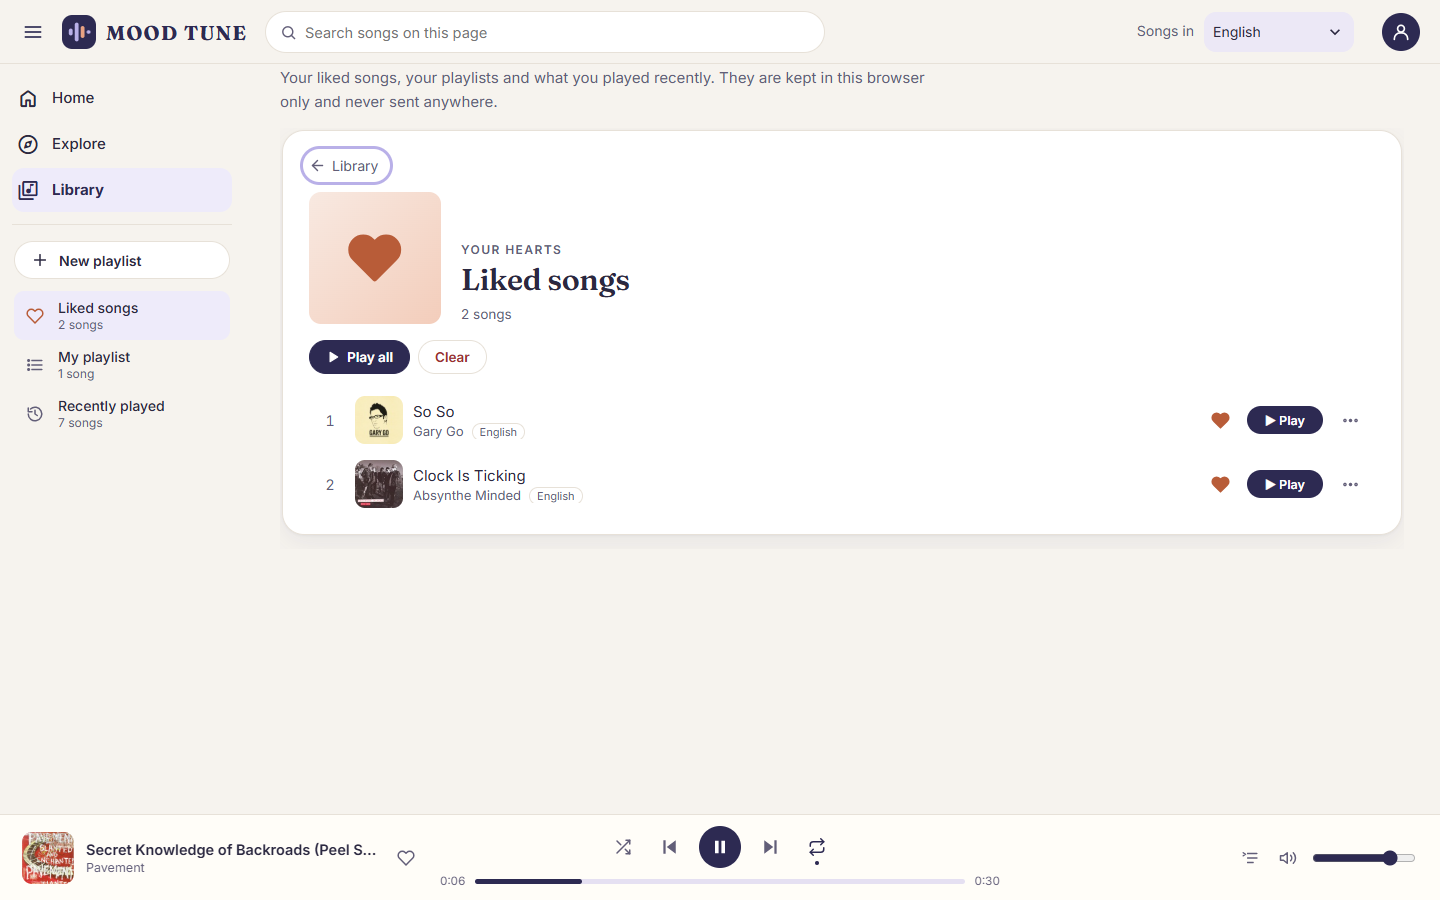 MOOD TUNE
Search songs on this page
Songs in
English
Home
Explore
Library
New playlist
Liked songs
2 songs
My playlist
1 song
Recently played
7 songs
Your liked songs, your playlists and what you played recently. They are kept in this browser
only and never sent anywhere.
Library
YOUR HEARTS
Liked songs
2 songs
Play all
Clear
1
GARY GO
So So
Gary Go English
Play
2
Clock Is Ticking
Absynthe Minded English
Play
Secret Knowledge of Backroads (Peel S...
Pavement
0:06
0:30